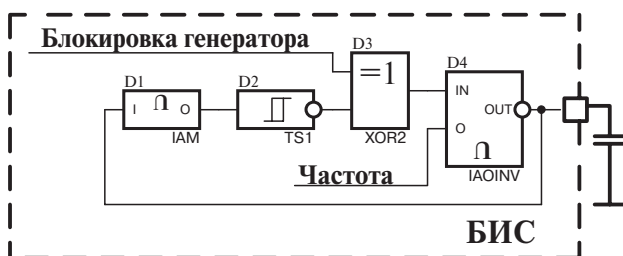 Блокировка генератора
D3
=1
D4
D1
D2
I
O
IN
OUT
O
IAM
TS1
XOR2
IAOINV
Частота
БИС